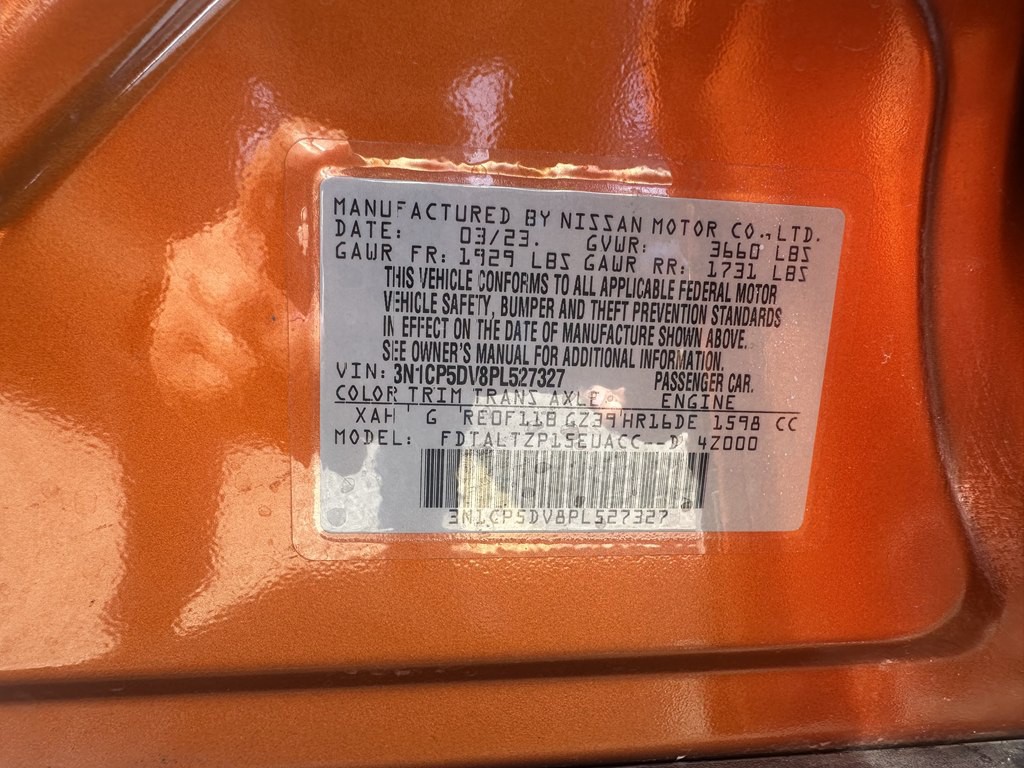 MANUFACTURED BY NISSAN MOTOR CO., LTD.
DATE: 03/23. GVWR: 3660 LBS
GAWR FR: 1929 LBS GAWR RR: 1731 LBS
THIS VEHICLE CONFORMS TO ALL APPLICABLE FEDERAL MOTOR
VEHICLE SAFETY, BUMPER AND THEFT PREVENTION STANDARDS
IN EFFECT ON THE DATE OF MANUFACTURE SHOWN ABOVE.
SEE OWNER'S MANUAL FOR ADDITIONAL INFORMATION.
VIN: 3N1CP5DV8PL527327 PASSENGER CAR.
COLOR TRIM TRANS AXLE ENGINE
XAH G RE0F11B GZ39 HR16DE 1598 CC
MODEL: FDTALTZP15EUACC--D 4Z000
3N1CP5DV8PL527327